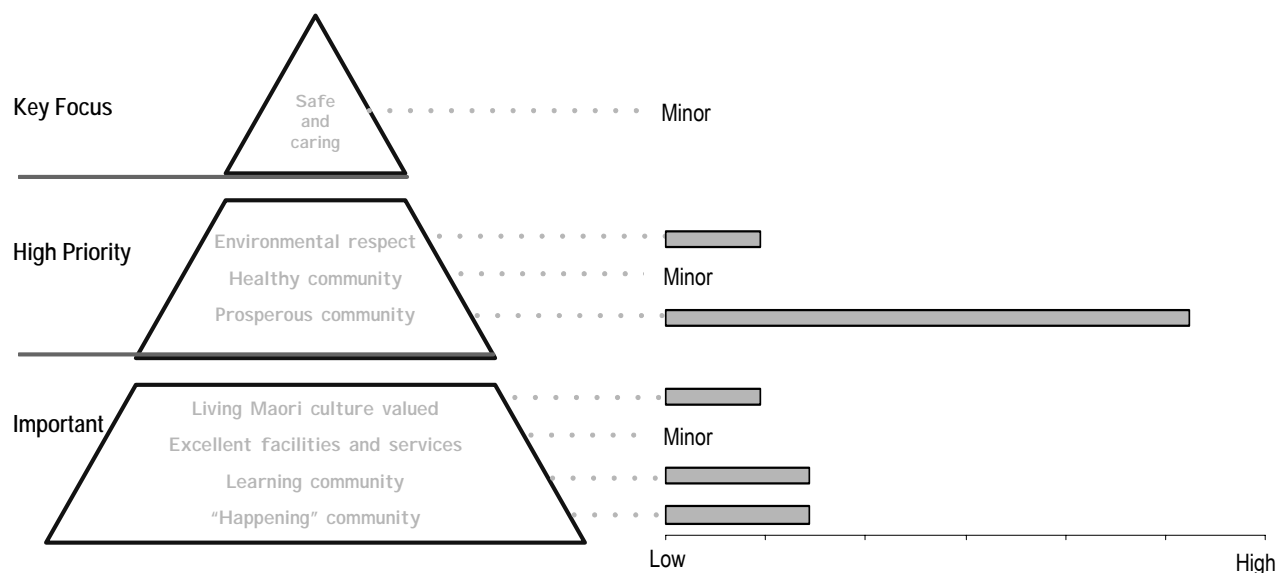 Key Focus
Safe
and
caring
Minor
High Priority
Environmental respect
Healthy community
Minor
Prosperous community
Important
Living Maori culture valued
Excellent facilities and services
Minor
Learning community
“Happening” community
Low
High